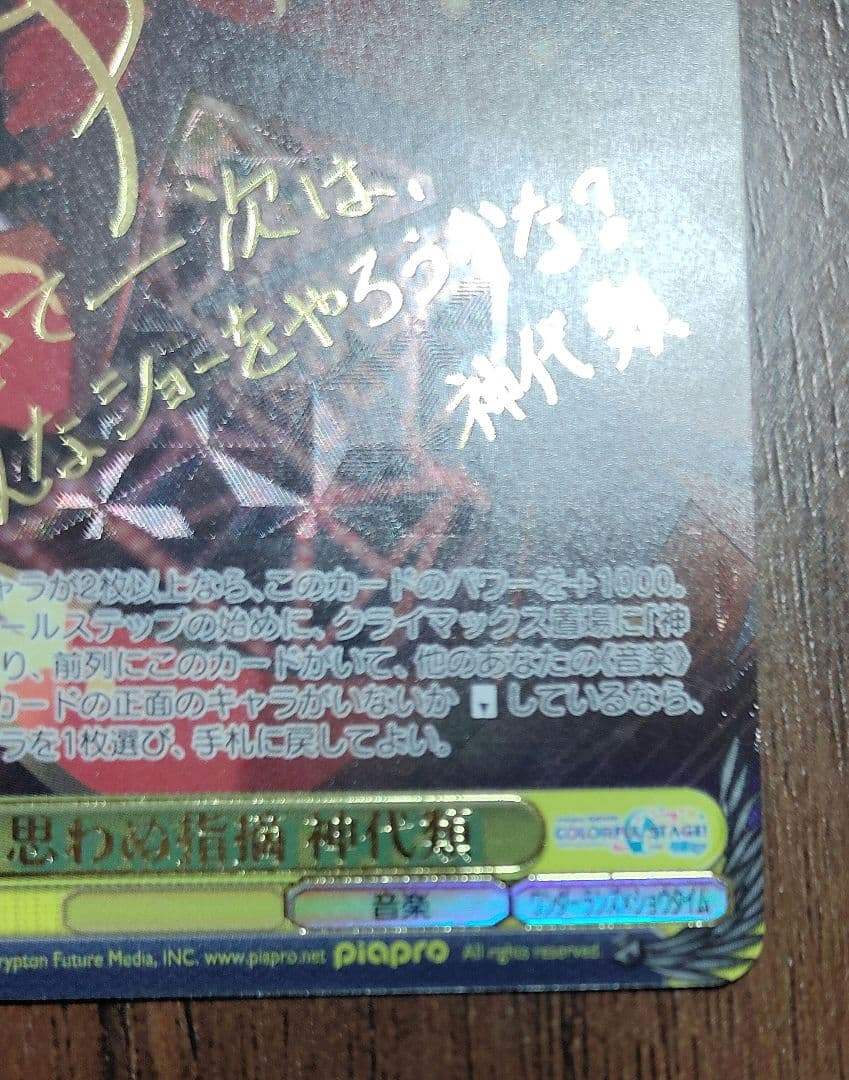 て一次は、
んなショーをやろうかな?
神代 類
ャラが2枚以上なら、このカードのパワーを+1000。
ールステップの始めに、クライマックス置場に「神
り、前列にこのカードがいて、他のあなたの《音楽》
カードの正面のキャラがいないか しているなら、
ラを1枚選び、手札に戻してよい。
思わぬ指摘 神代類
COLORFUL STAGE!
音楽
ワンダーランズ×ショウタイム
rypton Future Media, INC. www.piapro.net piapro All rights reserved.